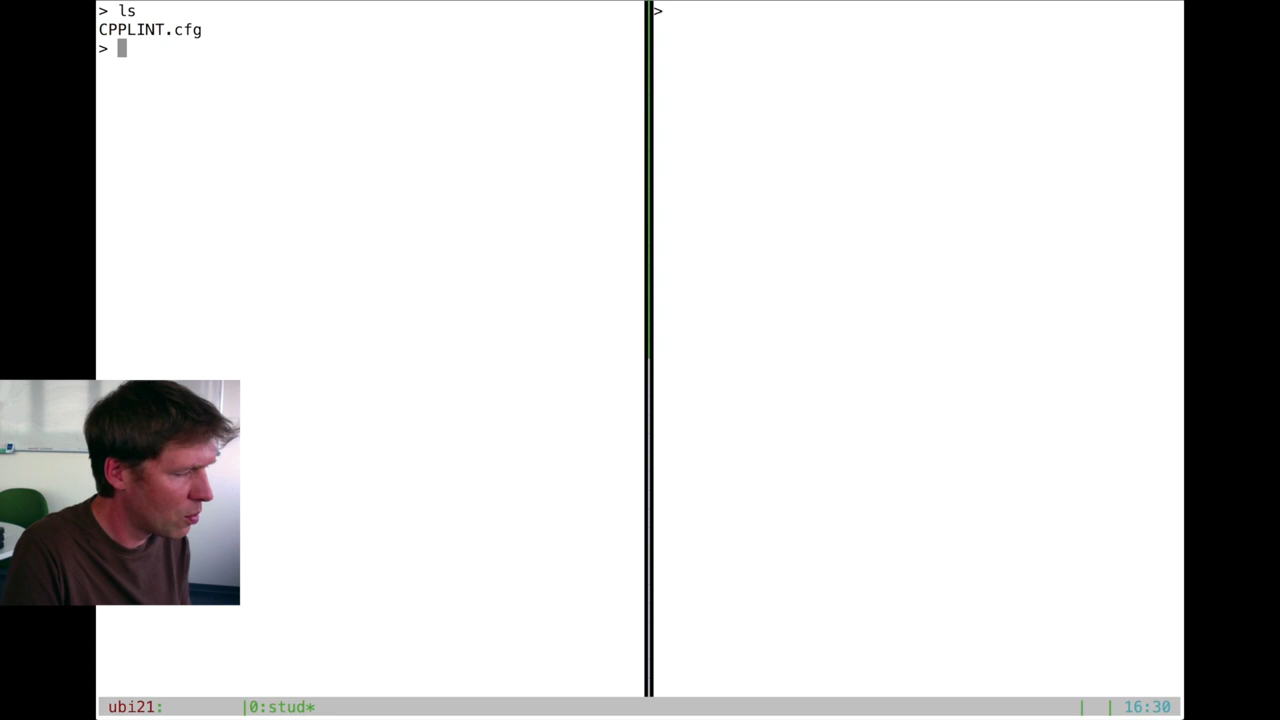 > ls
CPPLINT.cfg
>
>
ubi21: |0:stud* | | 16:30